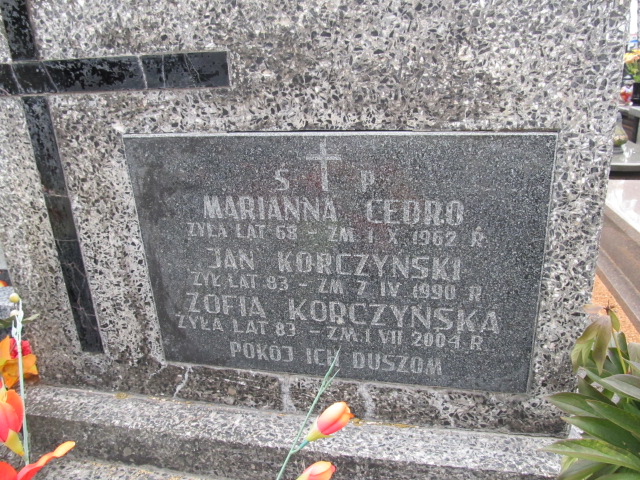 Ś P
MARIANNA CEDRO
ŻYŁA LAT 68 - ZM. 1 X 1962 R
JAN KORCZYŃSKI
ŻYŁ LAT 83 - ZM 7 IV 1990 R
ZOFIA KORCZYŃSKA
ŻYŁA LAT 83 - ZM. 1 VII 2004 R
POKÓJ ICH DUSZOM